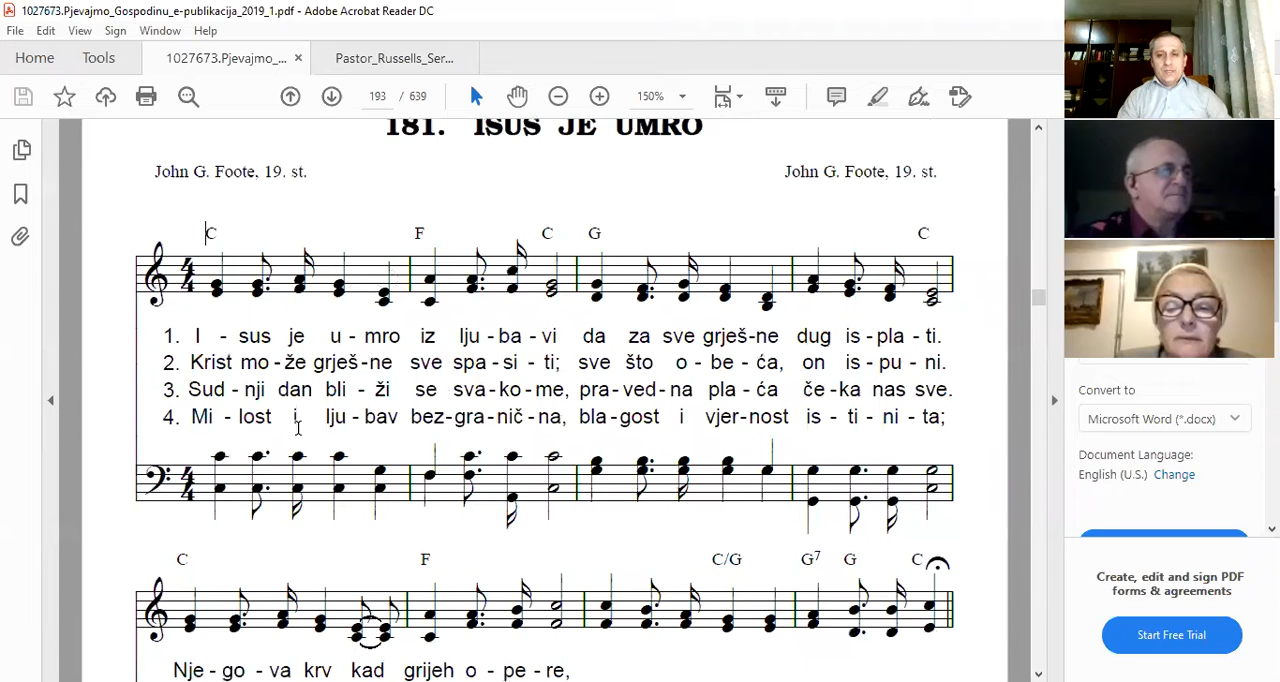 1027673.Pjevajmo_Gospodinu_e-publikacija_2019_1.pdf - Adobe Acrobat Reader DC
File Edit View Sign Window Help
Home Tools 1027673.Pjevajmo_... × Pastor_Russells_Ser...
193 / 639 150%
181. ISUS JE UMRO
John G. Foote, 19. st. John G. Foote, 19. st.
C F C G C
4/4
1. I - sus je u - mro iz lju - ba - vi da za sve grješ - ne dug is - pla - ti.
2. Krist mo - že grješ - ne sve spa - si - ti; sve što o - be - ća, on is - pu - ni.
3. Sud - nji dan bli - ži se sva - ko - me, pra - ved - na pla - ća če - ka nas sve.
4. Mi - lost i lju - bav bez - gra - nič - na, bla - gost i vjer - nost is - ti - ni - ta;
4/4
C F C/G G7 G C
Nje - go - va krv kad grijeh o - pe - re,
Convert to
Microsoft Word (*.docx)
Document Language:
English (U.S.) Change
Create, edit and sign PDF
forms & agreements
Start Free Trial